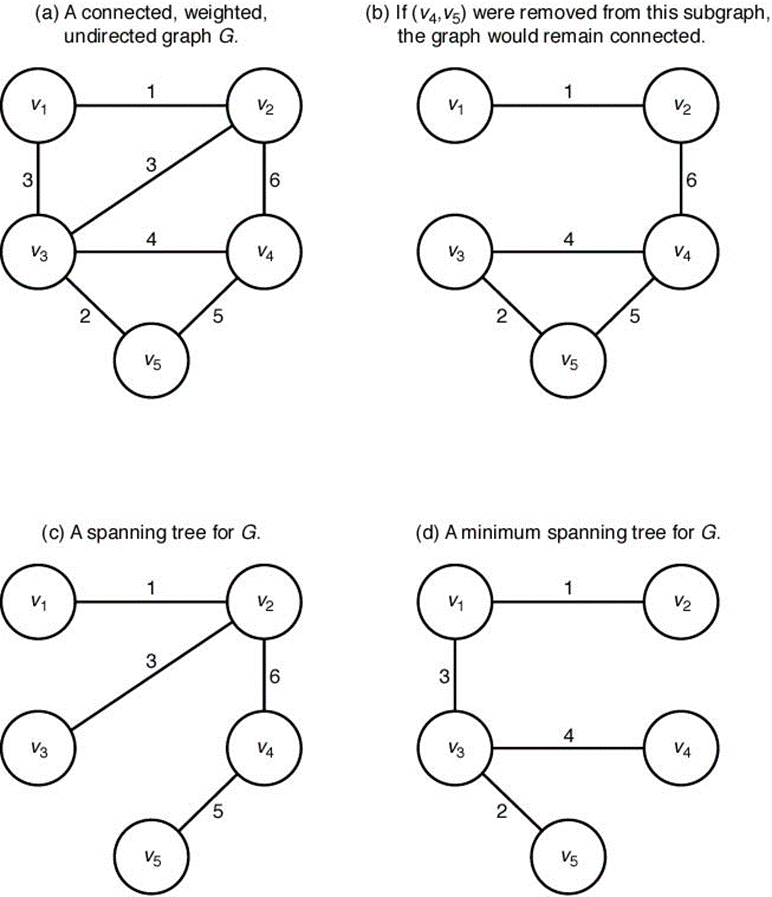 (a) A connected, weighted,
undirected graph G.
(b) If (v4,v5) were removed from this subgraph,
the graph would remain connected.
v1
1
v2
3
3
6
v3
4
v4
2
5
v5
v1
1
v2
6
v3
4
v4
2
5
v5
(c) A spanning tree for G.
(d) A minimum spanning tree for G.
v1
1
v2
3
6
v3
v4
5
v5
v1
1
v2
3
v3
4
v4
2
v5